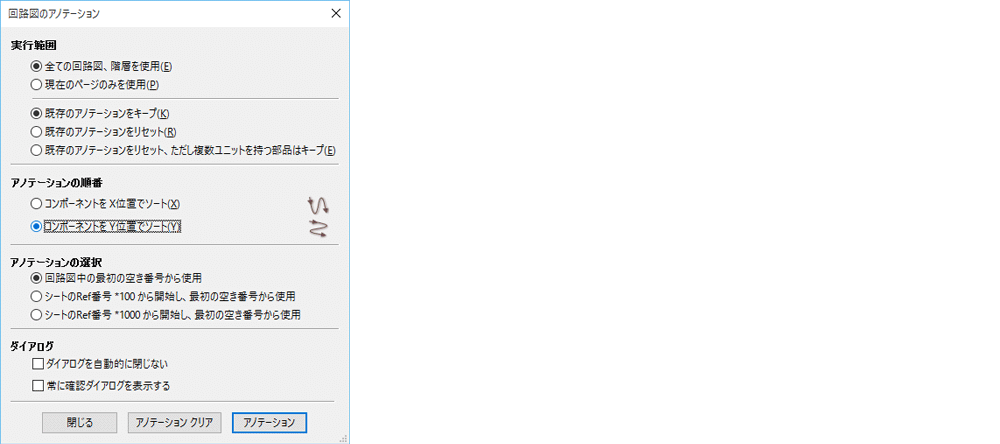 回路図のアノテーション
実行範囲
全ての回路図、階層を使用(E)
現在のページのみを使用(P)
既存のアノテーションをキープ(K)
既存のアノテーションをリセット(R)
既存のアノテーションをリセット、ただし複数ユニットを持つ部品はキープ(E)
アノテーションの順番
コンポーネントを X位置でソート(X)
コンポーネントを Y位置でソート(Y)
アノテーションの選択
回路図中の最初の空き番号から使用
シートのRef番号 *100 から開始し、最初の空き番号から使用
シートのRef番号 *1000 から開始し、最初の空き番号から使用
ダイアログ
ダイアログを自動的に閉じない
常に確認ダイアログを表示する
閉じる アノテーション クリア アノテーション